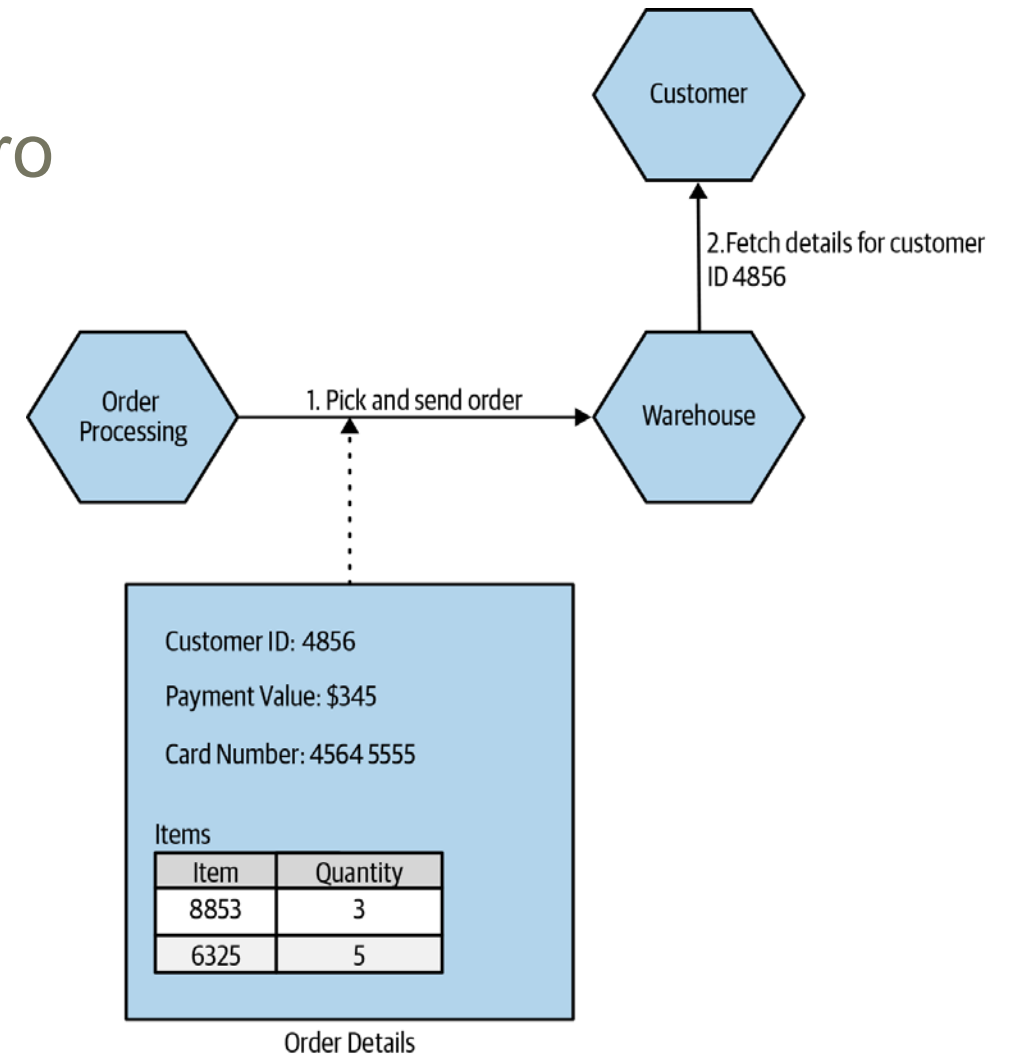 ro
Customer
2.Fetch details for customer
ID 4856
Order
Processing
1. Pick and send order
Warehouse
Customer ID: 4856
Payment Value: $345
Card Number: 4564 5555
Items
Item Quantity
8853 3
6325 5
Order Details